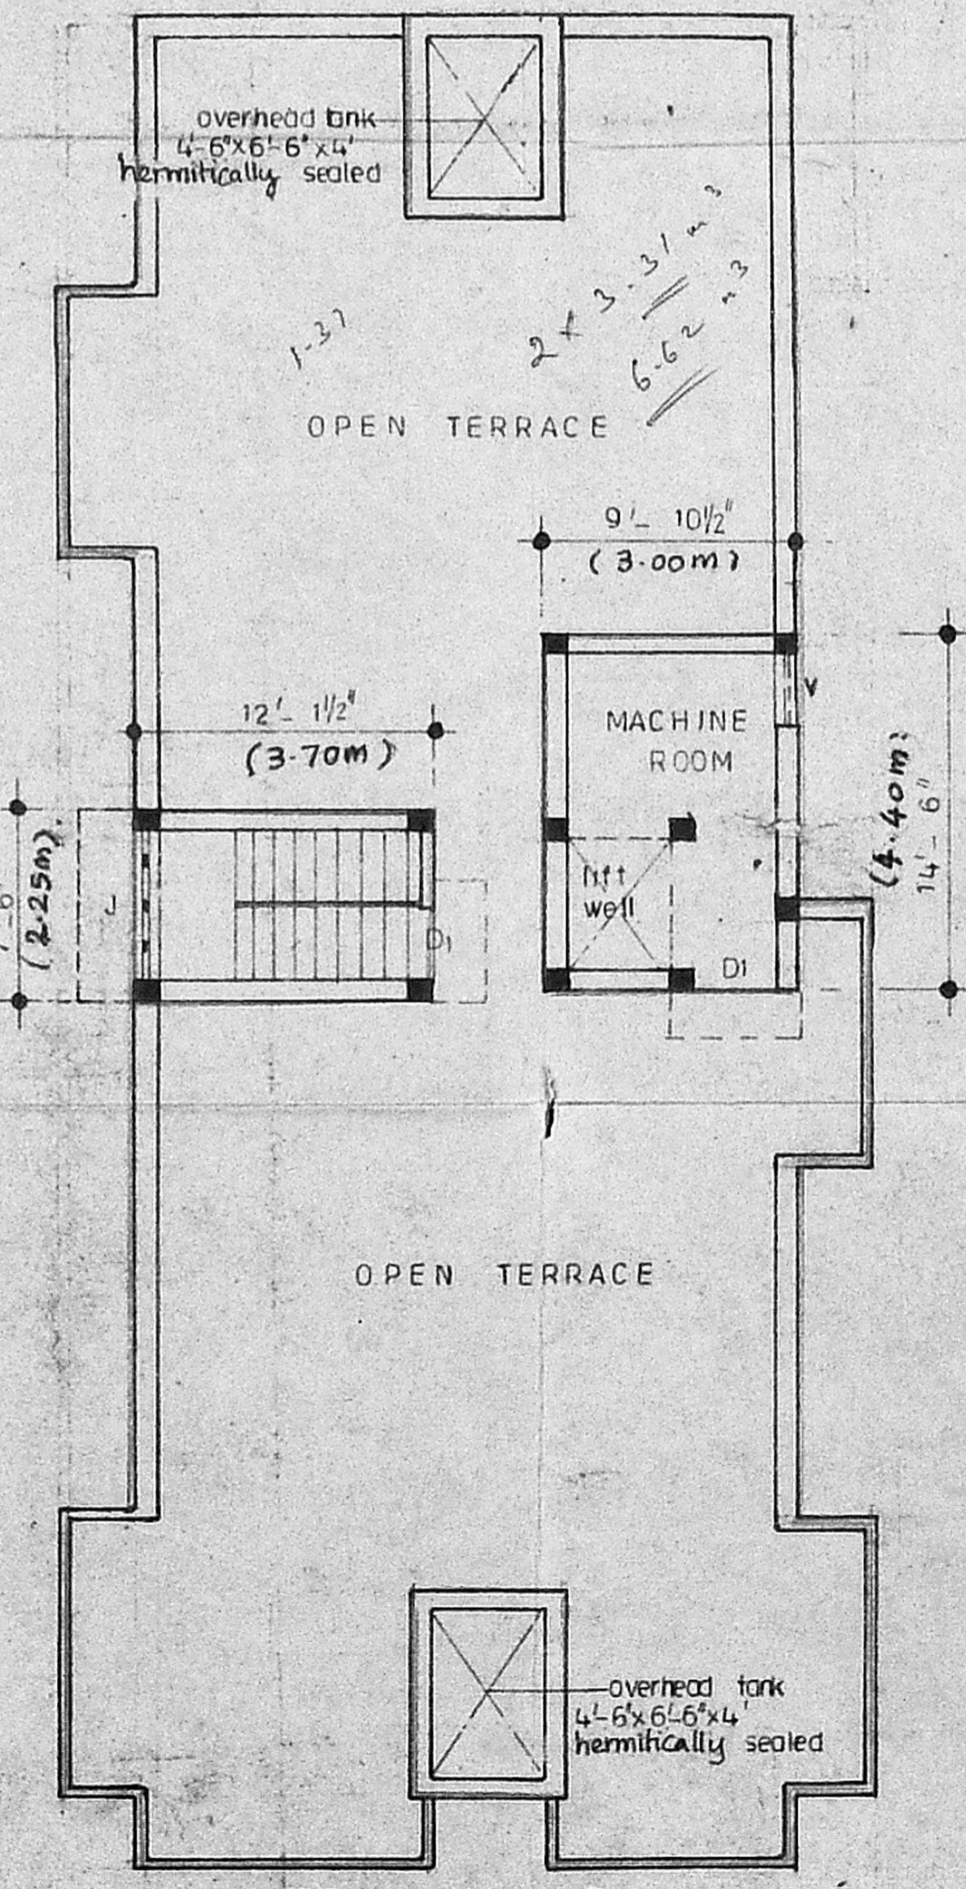 overhead tank
4'-6"x6'-6"x4'
hermitically sealed
2 x 3.31 m3
6.62 m3
1-37
OPEN TERRACE
9'- 10½"
(3.00m)
12'- 1½"
(3.70m)
MACHINE
ROOM
V
(4.40m)
14'- 6"
(2.25m)
J
D1
lift
well
D1
OPEN TERRACE
overhead tank
4'-6"x6'-6"x4'
hermitically sealed